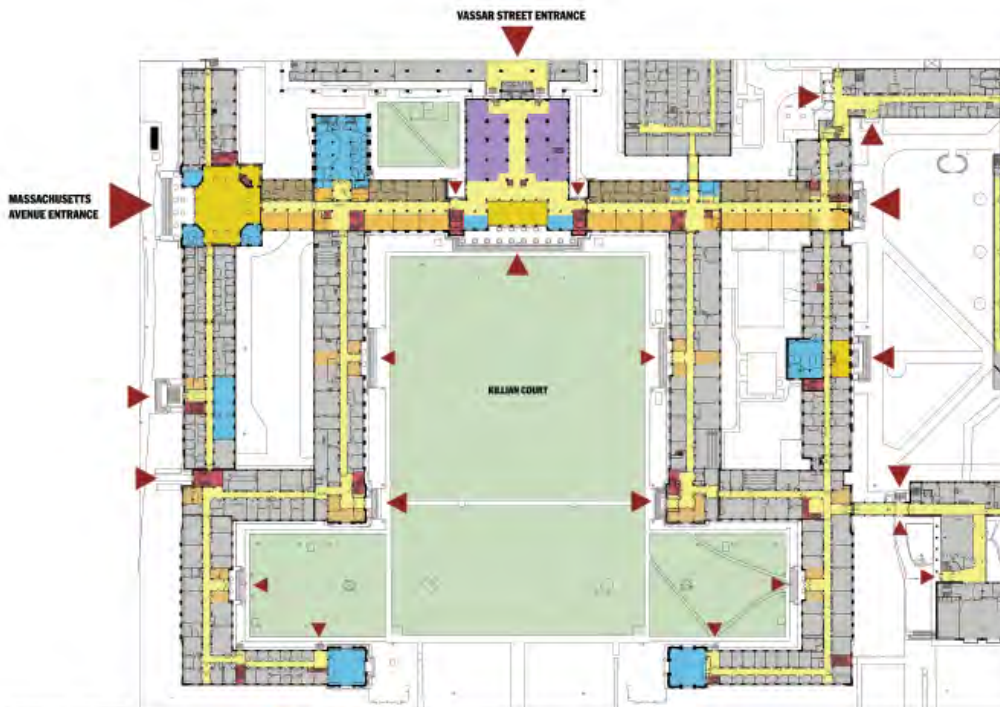 VASSAR STREET ENTRANCE
MASSACHUSETTS
AVENUE ENTRANCE
KILLIAN COURT